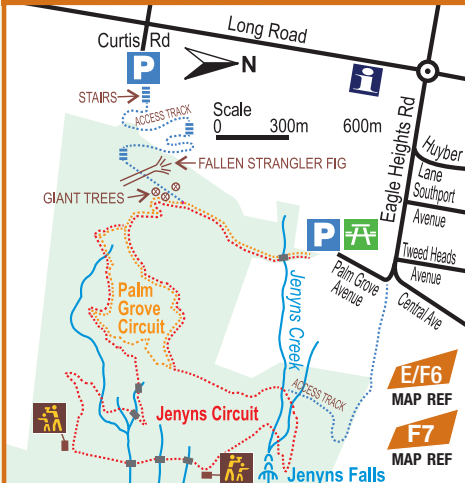 Long Road
Curtis Rd
P
N
i
STAIRS
ACCESS TRACK
Scale
0 300m 600m
Eagle Heights Rd
Huyber
Lane
Southport
Avenue
Tweed Heads
Avenue
Central Ave
FALLEN STRANGLER FIG
GIANT TREES
P
Palm Grove
Avenue
Jenyns Creek
Palm
Grove
Circuit
ACCESS TRACK
Jenyns Circuit
Jenyns Falls
E/F6
MAP REF
F7
MAP REF